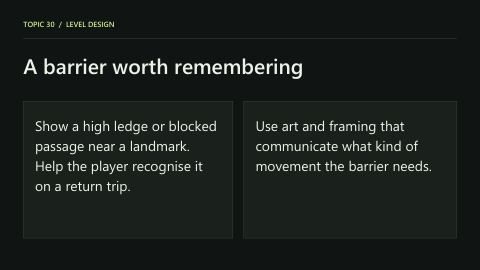 TOPIC 30 / LEVEL DESIGN
A barrier worth remembering
Show a high ledge or blocked
passage near a landmark.
Help the player recognise it
on a return trip.
Use art and framing that
communicate what kind of
movement the barrier needs.